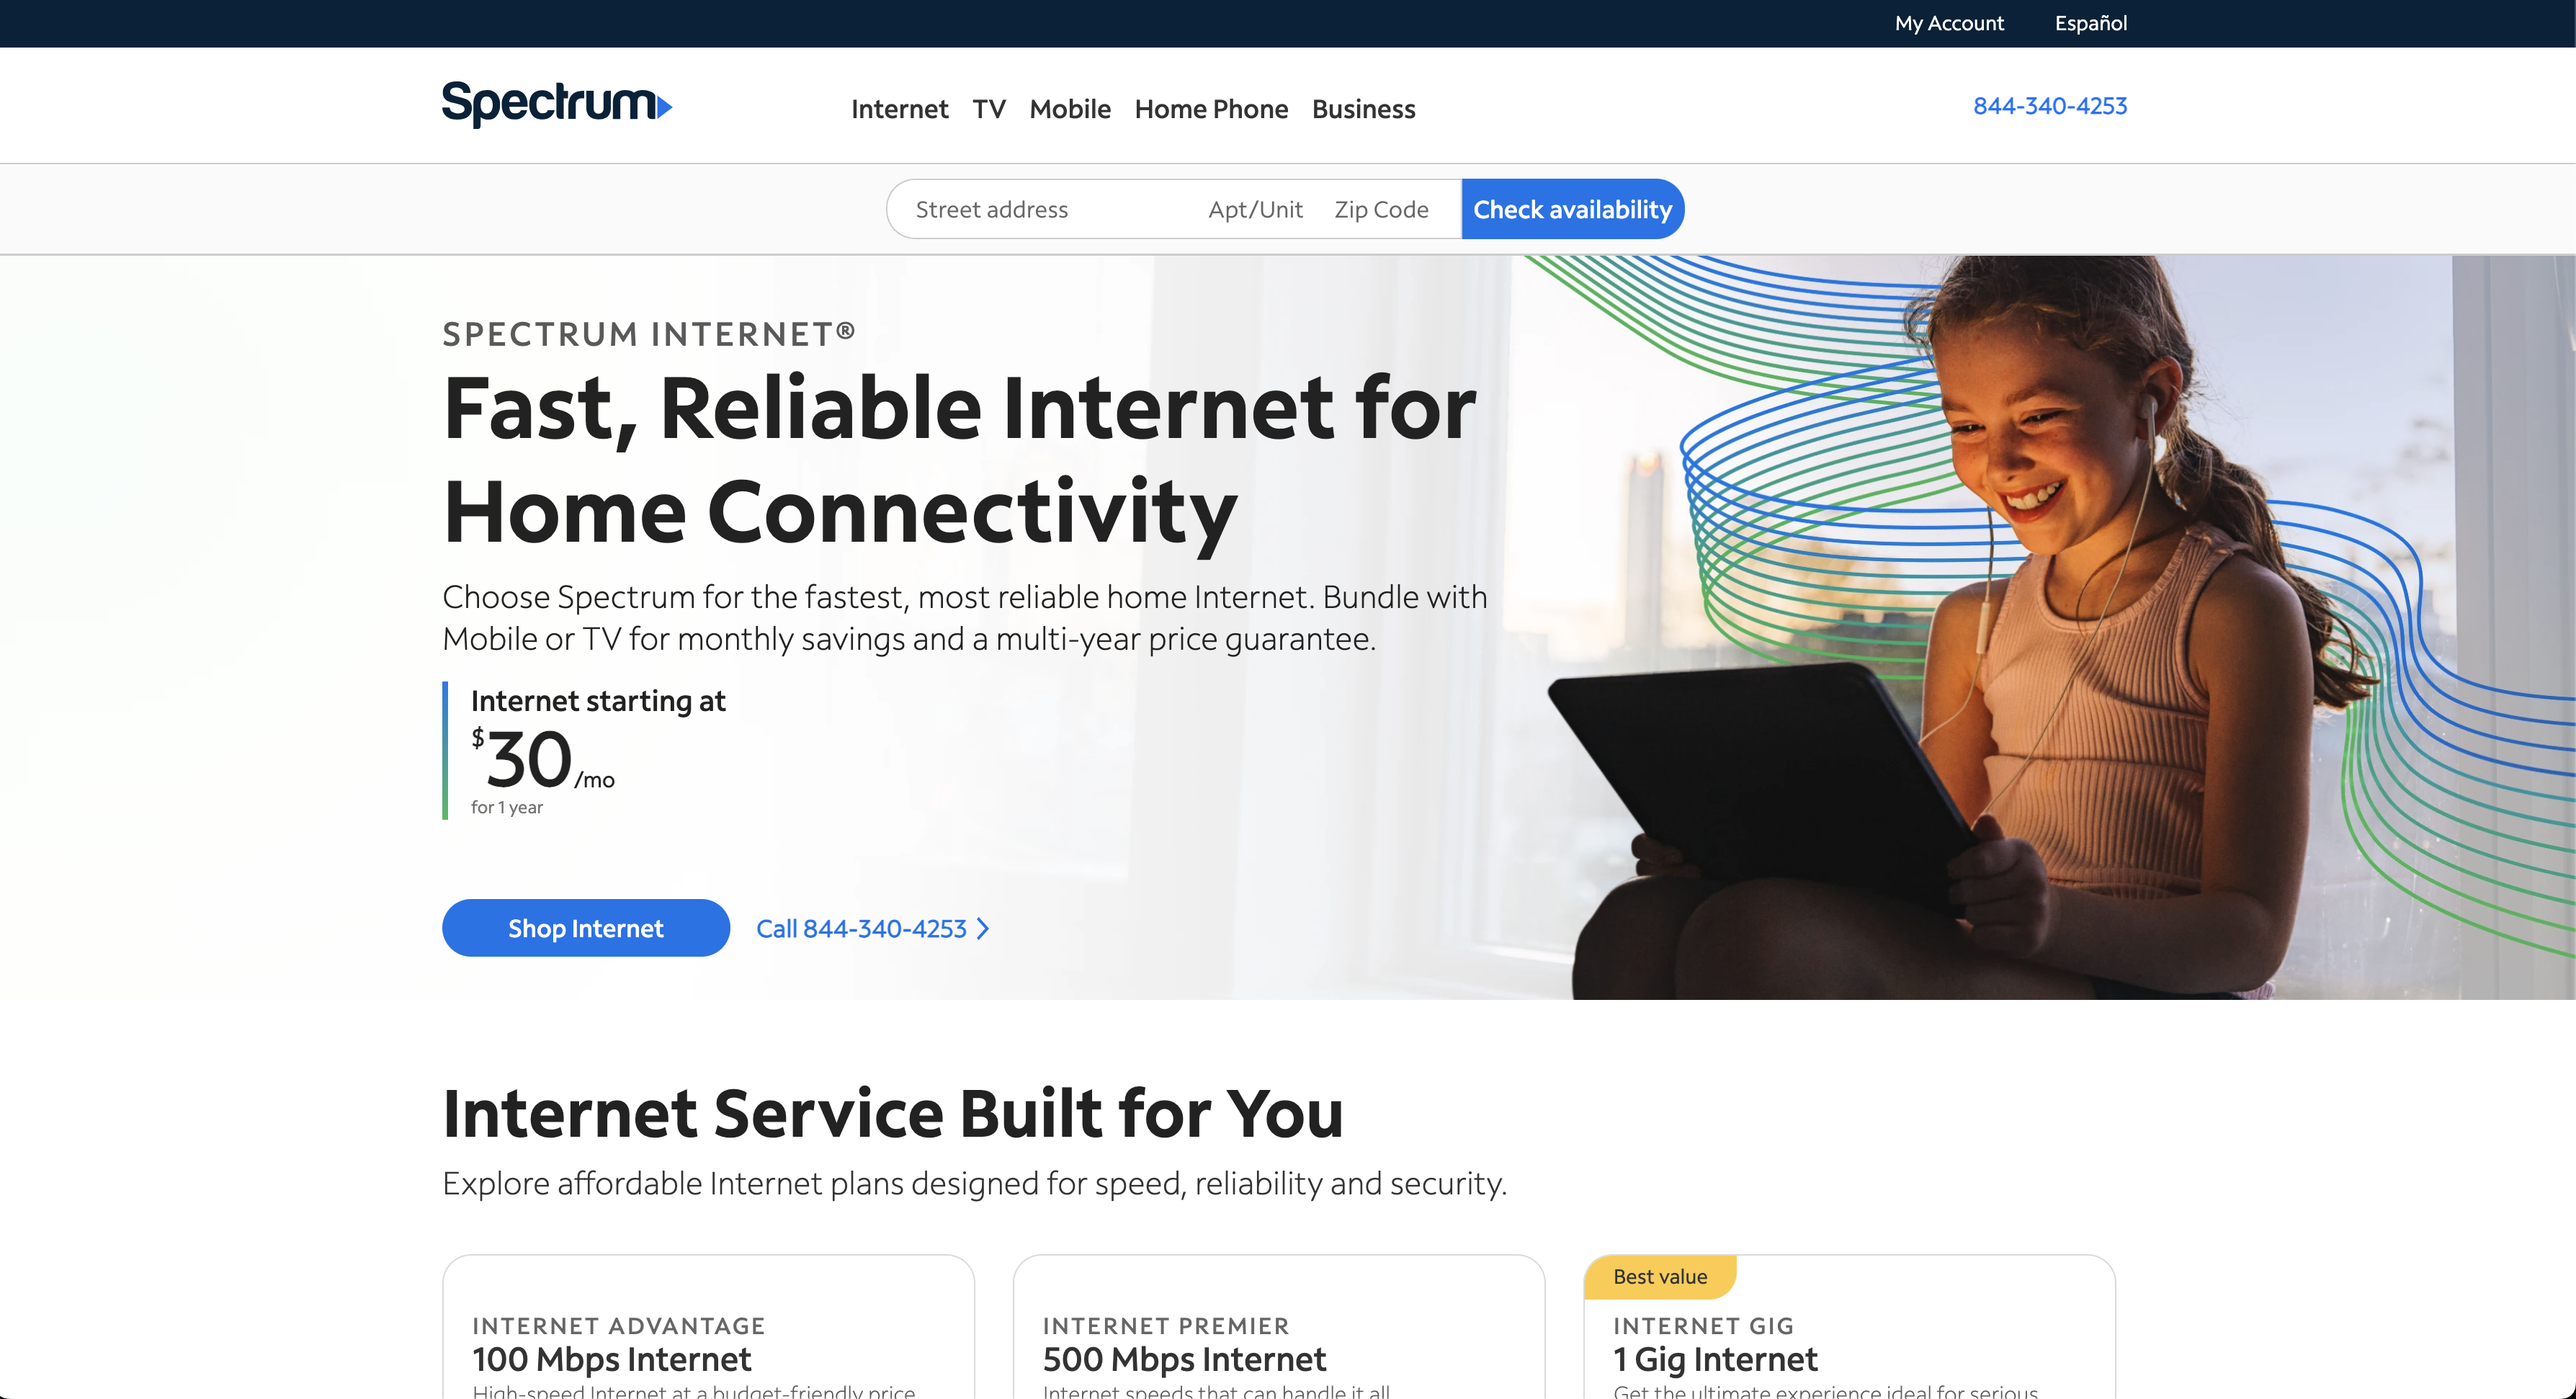 My Account
Español
Spectrum
Internet
TV
Mobile
Home Phone
Business
844-340-4253
Street address
Apt/Unit
Zip Code
Check availability
SPECTRUM INTERNET®
Fast, Reliable Internet for
Home Connectivity
Choose Spectrum for the fastest, most reliable home Internet. Bundle with
Mobile or TV for monthly savings and a multi-year price guarantee.
Internet starting at
$30/mo
for 1 year
Shop Internet
Call 844-340-4253
Internet Service Built for You
Explore affordable Internet plans designed for speed, reliability and security.
INTERNET ADVANTAGE
100 Mbps Internet
High-speed Internet at a budget-friendly price
INTERNET PREMIER
500 Mbps Internet
Internet speeds that can handle it all
Best value
INTERNET GIG
1 Gig Internet
Get the ultimate experience ideal for serious